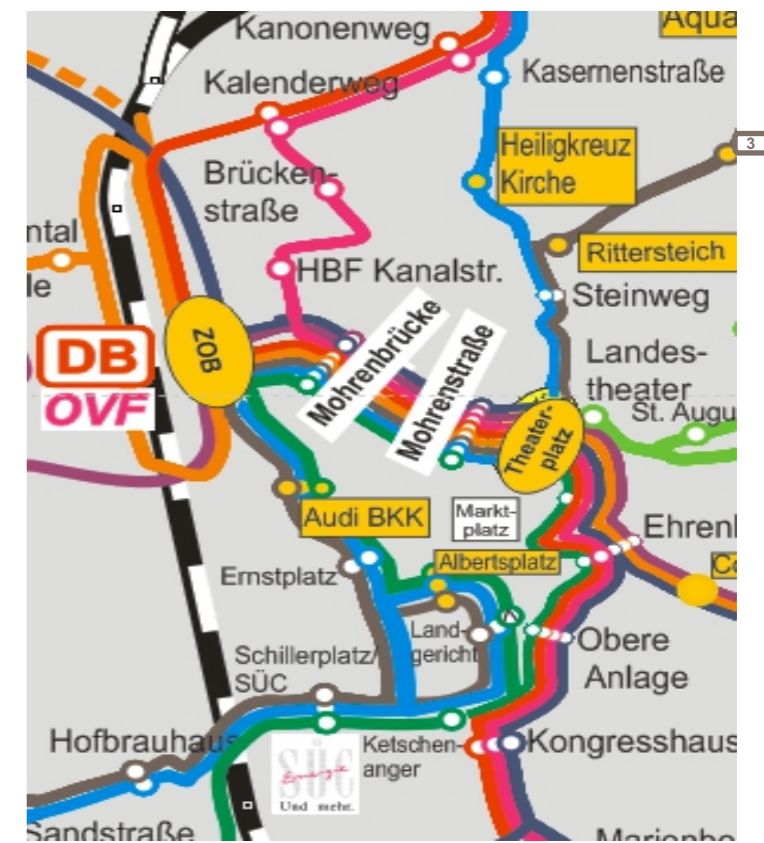 Kanonenweg
Aqua
Kalenderweg
Kasernenstraße
3
Heiligkreuz
Kirche
Brücken-
straße
ntal
le
Rittersteich
HBF Kanalstr.
Steinweg
ZOB
DB
OVF
Mohrenbrücke
Mohrenstraße
Landes-
theater
St. Augu
Theater-
platz
Audi BKK
Markt-
platz
Ehrenl
Albertsplatz
Co
Ernstplatz
Land-
gericht
Obere
Anlage
Schillerplatz/
SÜC
Hofbrauhaus
SÜC
Energie
Und mehr.
Ketschen-
anger
Kongresshaus
Sandstraße
Marienbe